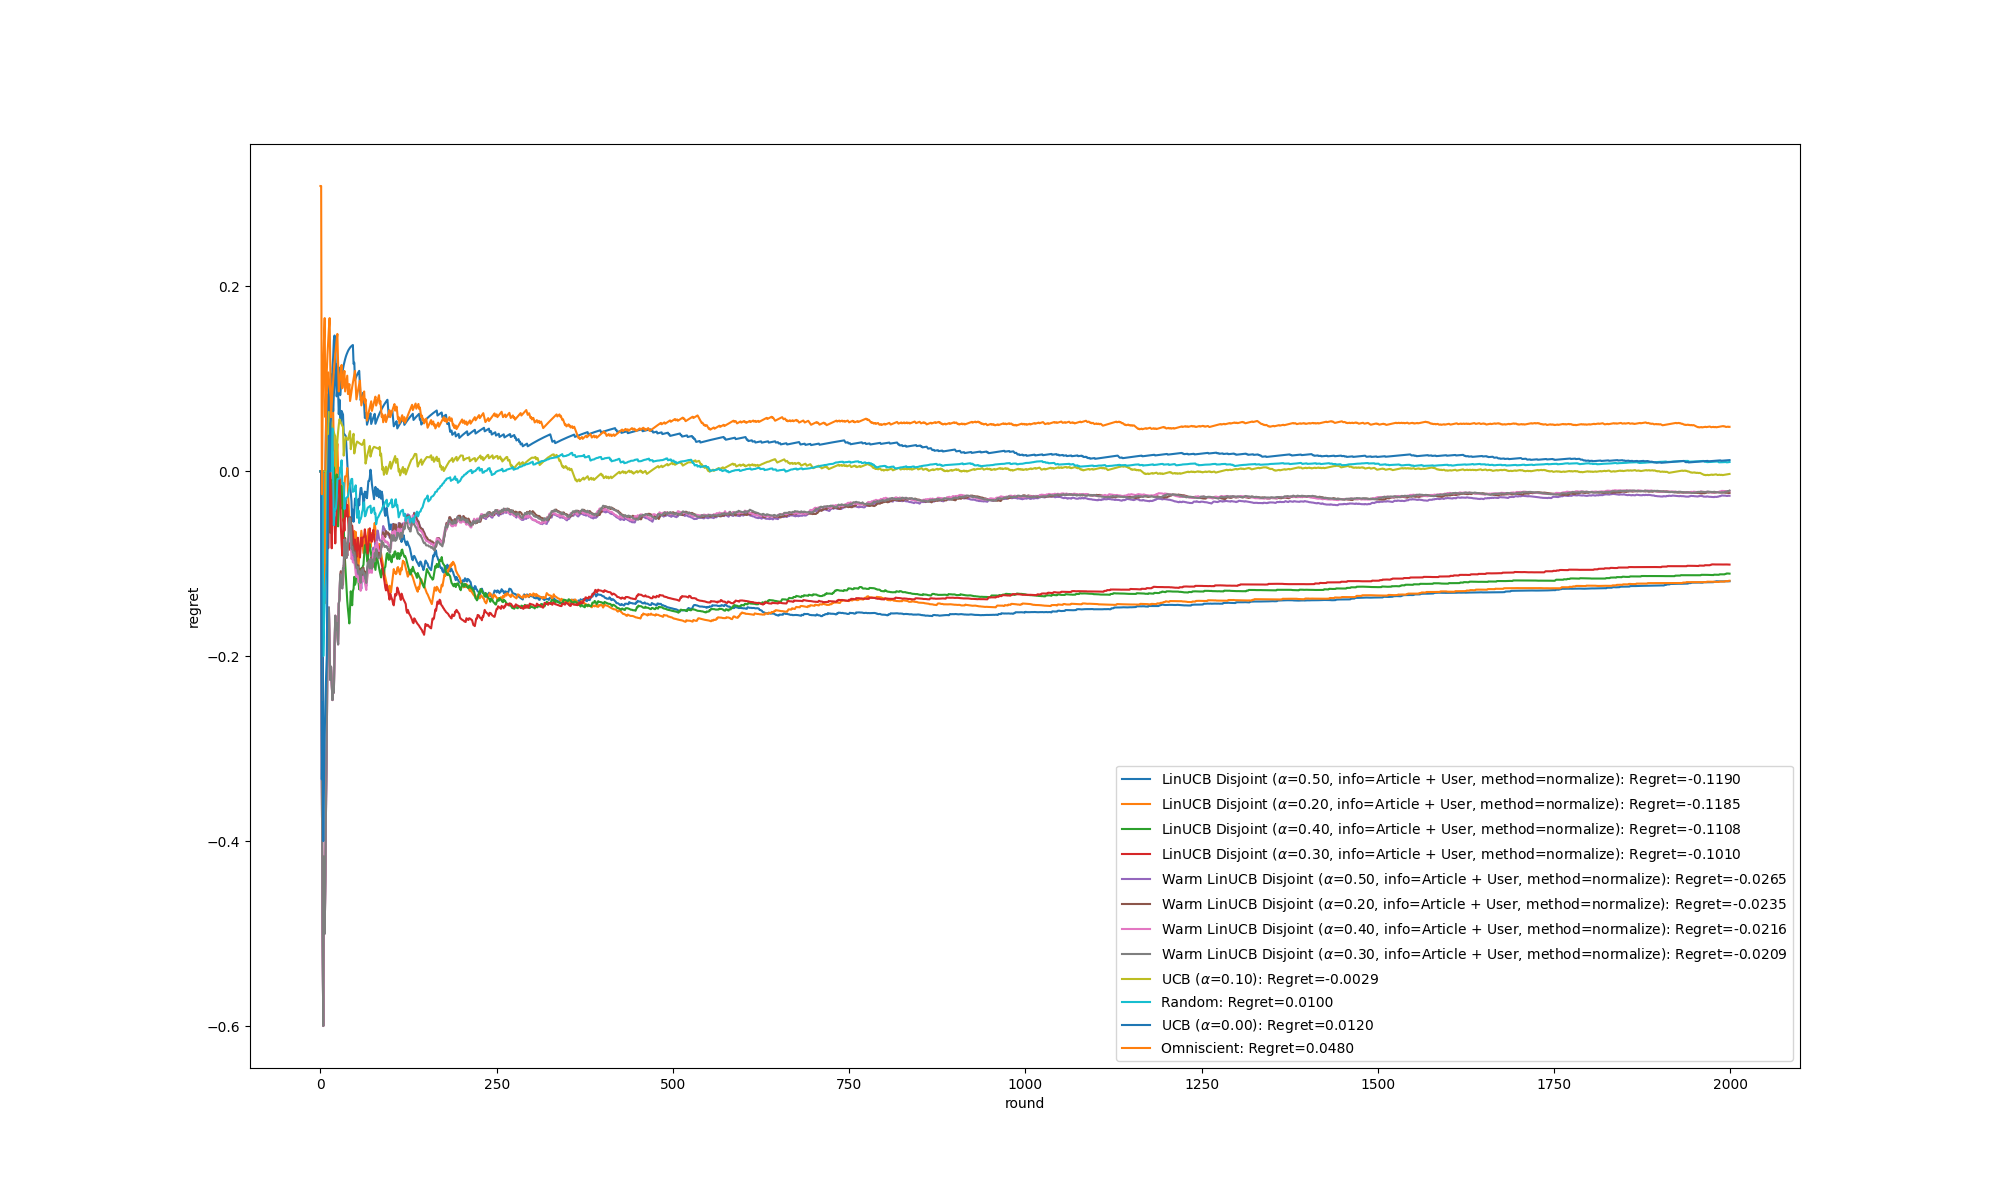 0.2
0.0
−0.2
−0.4
−0.6
regret
0
250
500
750
1000
1250
1500
1750
2000
round
LinUCB Disjoint (α=0.50, info=Article + User, method=normalize): Regret=-0.1190
LinUCB Disjoint (α=0.20, info=Article + User, method=normalize): Regret=-0.1185
LinUCB Disjoint (α=0.40, info=Article + User, method=normalize): Regret=-0.1108
LinUCB Disjoint (α=0.30, info=Article + User, method=normalize): Regret=-0.1010
Warm LinUCB Disjoint (α=0.50, info=Article + User, method=normalize): Regret=-0.0265
Warm LinUCB Disjoint (α=0.20, info=Article + User, method=normalize): Regret=-0.0235
Warm LinUCB Disjoint (α=0.40, info=Article + User, method=normalize): Regret=-0.0216
Warm LinUCB Disjoint (α=0.30, info=Article + User, method=normalize): Regret=-0.0209
UCB (α=0.10): Regret=-0.0029
Random: Regret=0.0100
UCB (α=0.00): Regret=0.0120
Omniscient: Regret=0.0480